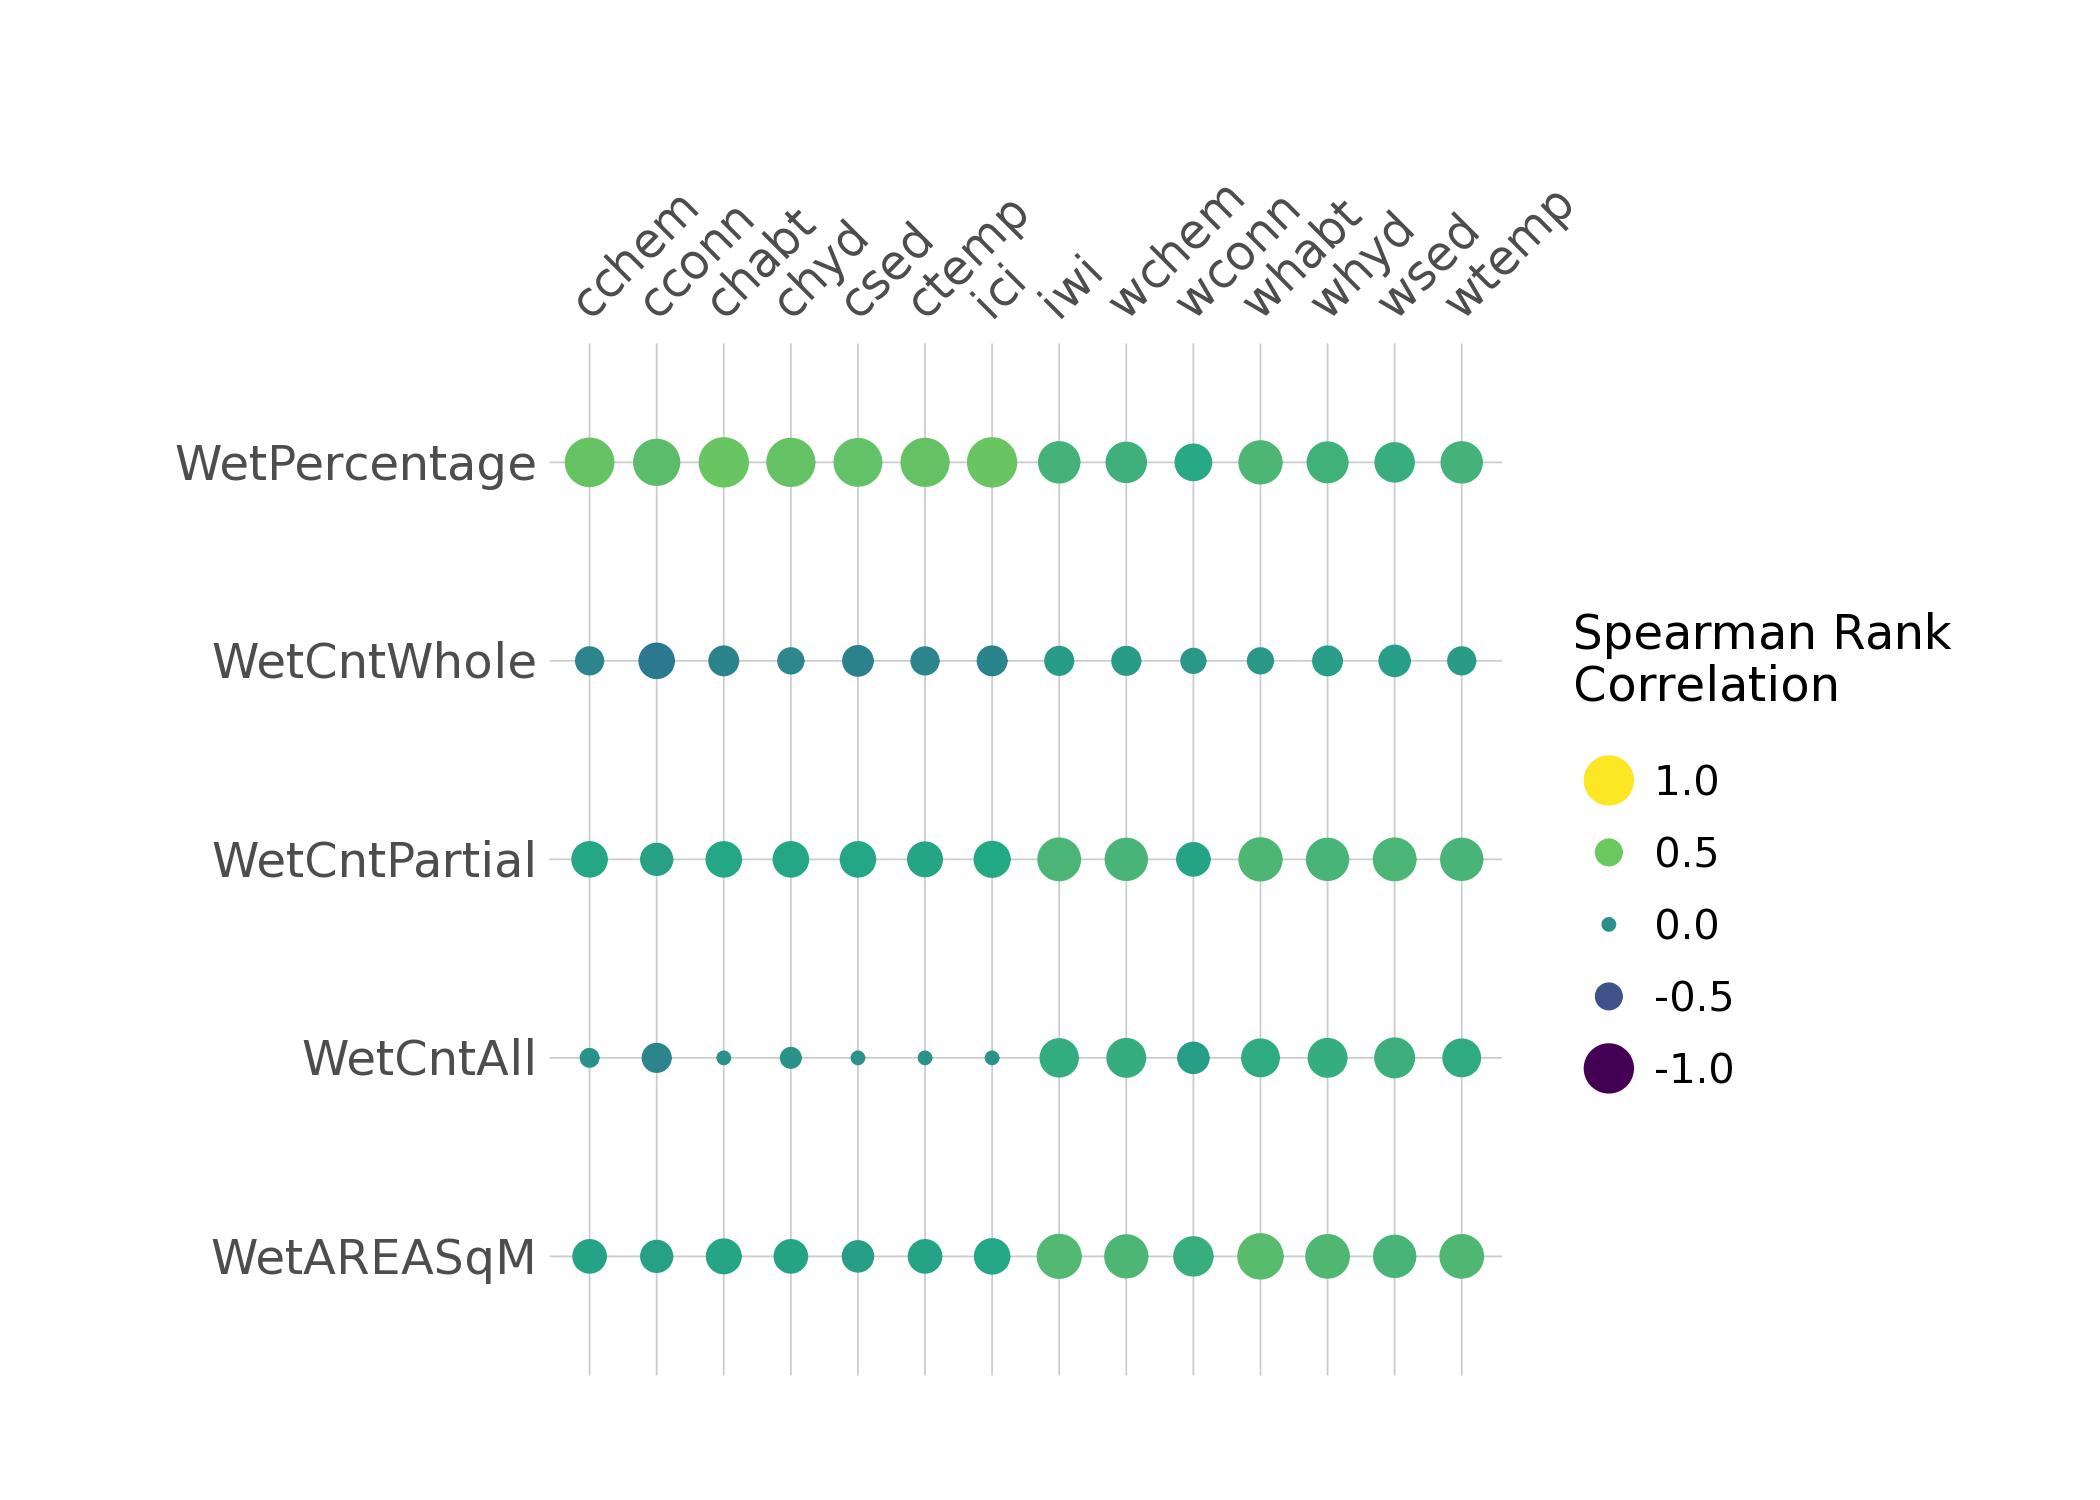 cchem
cconn
chabt
chyd
csed
ctemp
ici
iwi
wchem
wconn
whabt
whyd
wsed
wtemp
WetPercentage
WetCntWhole
WetCntPartial
WetCntAll
WetAREASqM
Spearman Rank
Correlation
1.0
0.5
0.0
-0.5
-1.0